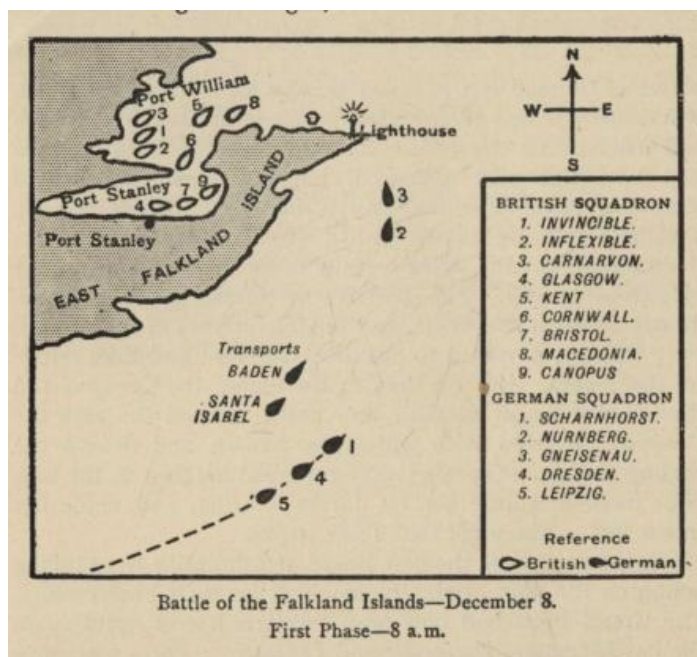 Port William
3
5
8
1
2
6
Lighthouse
N
W E
S
Port Stanley
9
4
7
Port Stanley
EAST FALKLAND ISLAND
3
2
Transports
BADEN
SANTA
ISABEL
1
4
5
BRITISH SQUADRON
1. INVINCIBLE.
2. INFLEXIBLE.
3. CARNARVON.
4. GLASGOW.
5. KENT
6. CORNWALL.
7. BRISTOL.
8. MACEDONIA.
9. CANOPUS
GERMAN SQUADRON
1. SCHARNHORST.
2. NURNBERG.
3. GNEISENAU.
4. DRESDEN.
5. LEIPZIG.
Reference
British German
Battle of the Falkland Islands—December 8.
First Phase—8 a.m.